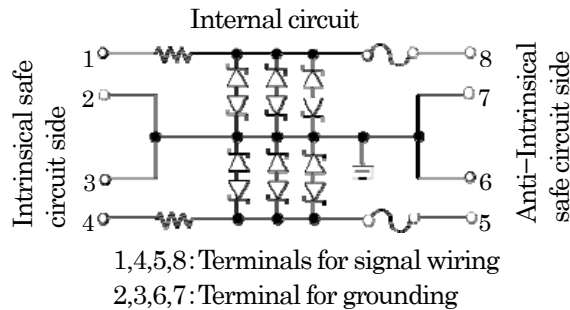 Internal circuit
1
8
2
7
3
6
4
5
Intrinsical safe
circuit side
Anti-Intrinsical
safe circuit side
1,4,5,8:Terminals for signal wiring
2,3,6,7:Terminal for grounding